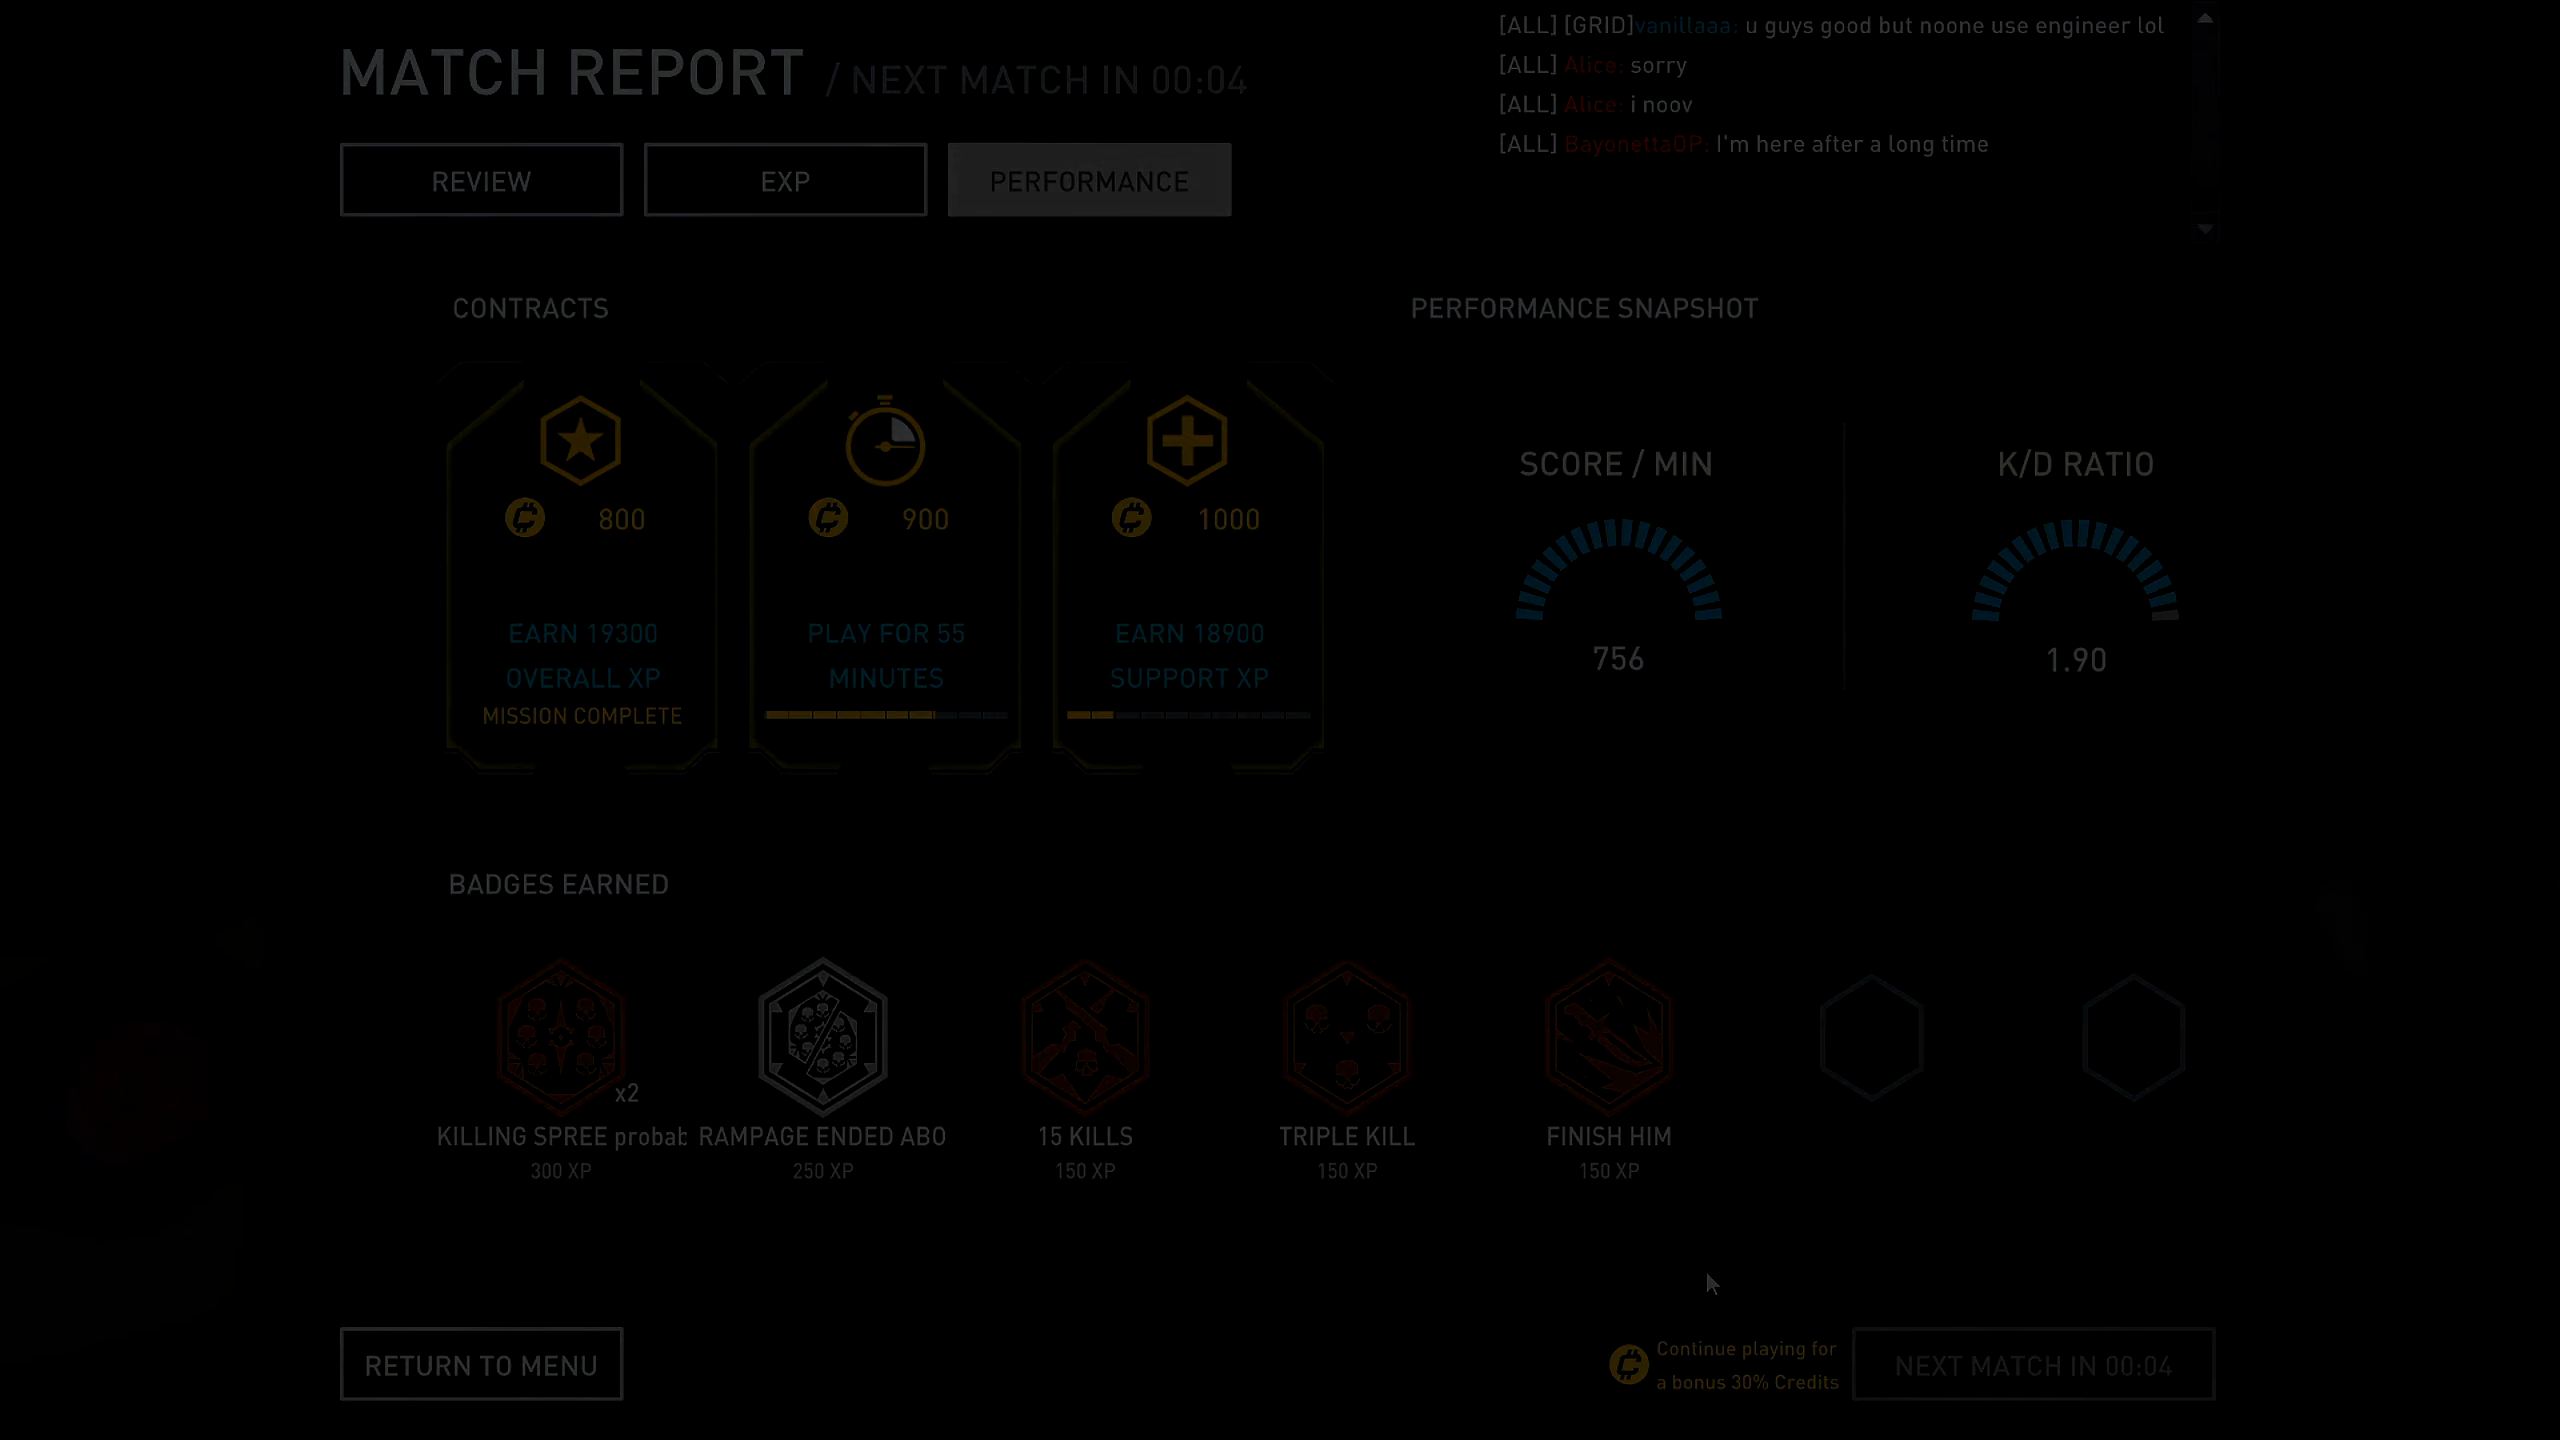 [ALL] [GRID]vanillaaa: u guys good but noone use engineer lol
[ALL] Alice: sorry
[ALL] Alice: i noov
[ALL] BayonettaOP: I'm here after a long time
MATCH REPORT / NEXT MATCH IN 00:04
REVIEW
EXP
PERFORMANCE
CONTRACTS
800
EARN 19300
OVERALL XP
MISSION COMPLETE
900
PLAY FOR 55
MINUTES
1000
EARN 18900
SUPPORT XP
PERFORMANCE SNAPSHOT
SCORE / MIN
756
K/D RATIO
1.90
BADGES EARNED
x2
KILLING SPREE probab
300 XP
RAMPAGE ENDED ABO
250 XP
15 KILLS
150 XP
TRIPLE KILL
150 XP
FINISH HIM
150 XP
RETURN TO MENU
Continue playing for
a bonus 30% Credits
NEXT MATCH IN 00:04